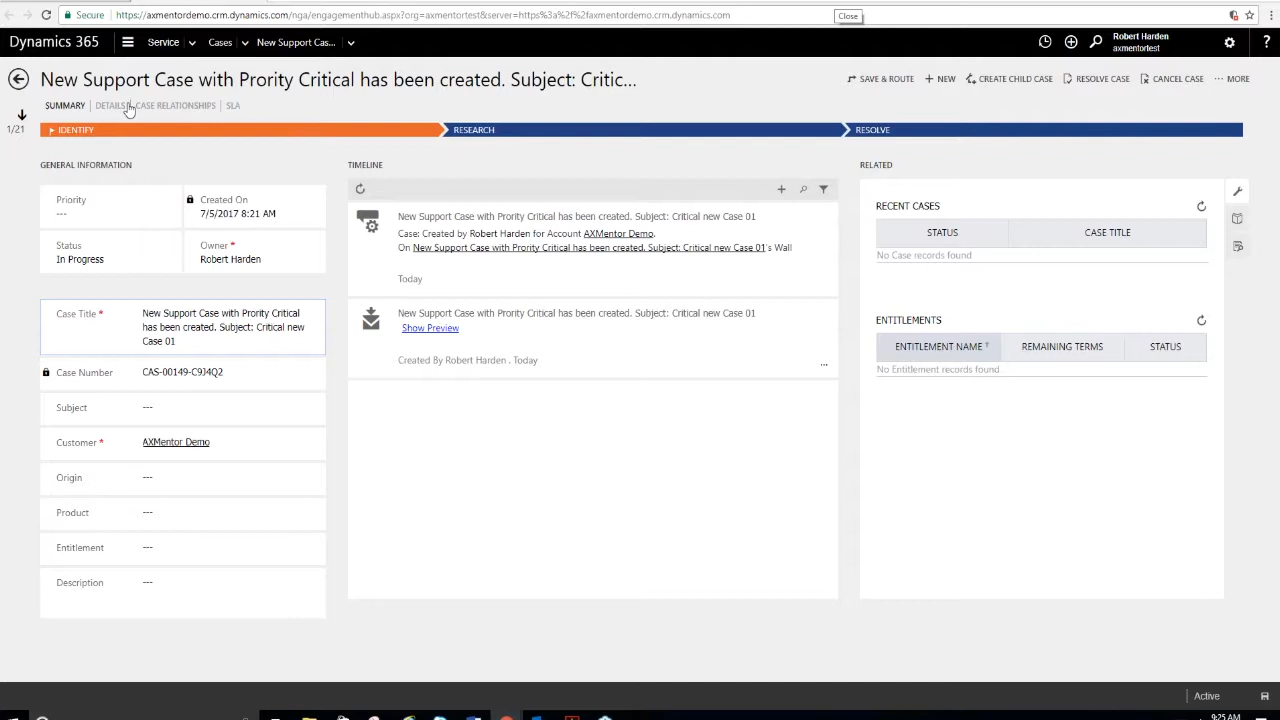 Secure
https://axmentordemo.crm.dynamics.com/nga/engagementhub.aspx?org=axmentortest&server=https%3a%2f%2faxmentordemo.crm.dynamics.com
Close
Dynamics 365
Service
Cases
New Support Cas...
Robert Harden
axmentortest
?
New Support Case with Prority Critical has been created. Subject: Critic...
SAVE & ROUTE
NEW
CREATE CHILD CASE
RESOLVE CASE
CANCEL CASE
··· MORE
1/21
SUMMARY | DETAILS | CASE RELATIONSHIPS | SLA
IDENTIFY
RESEARCH
RESOLVE
GENERAL INFORMATION
Priority
---
Created On
7/5/2017 8:21 AM
Status
In Progress
Owner *
Robert Harden
Case Title *
New Support Case with Prority Critical
has been created. Subject: Critical new
Case 01
Case Number
CAS-00149-C9J4Q2
Subject
---
Customer *
AXMentor Demo
Origin
---
Product
---
Entitlement
---
Description
---
TIMELINE
New Support Case with Prority Critical has been created. Subject: Critical new Case 01
Case: Created by Robert Harden for Account AXMentor Demo.
On New Support Case with Prority Critical has been created. Subject: Critical new Case 01's Wall
Today
New Support Case with Prority Critical has been created. Subject: Critical new Case 01
Show Preview
Created By Robert Harden . Today
...
RELATED
RECENT CASES
STATUS
CASE TITLE
No Case records found
ENTITLEMENTS
ENTITLEMENT NAME ↑
REMAINING TERMS
STATUS
No Entitlement records found
Active
9:25 AM